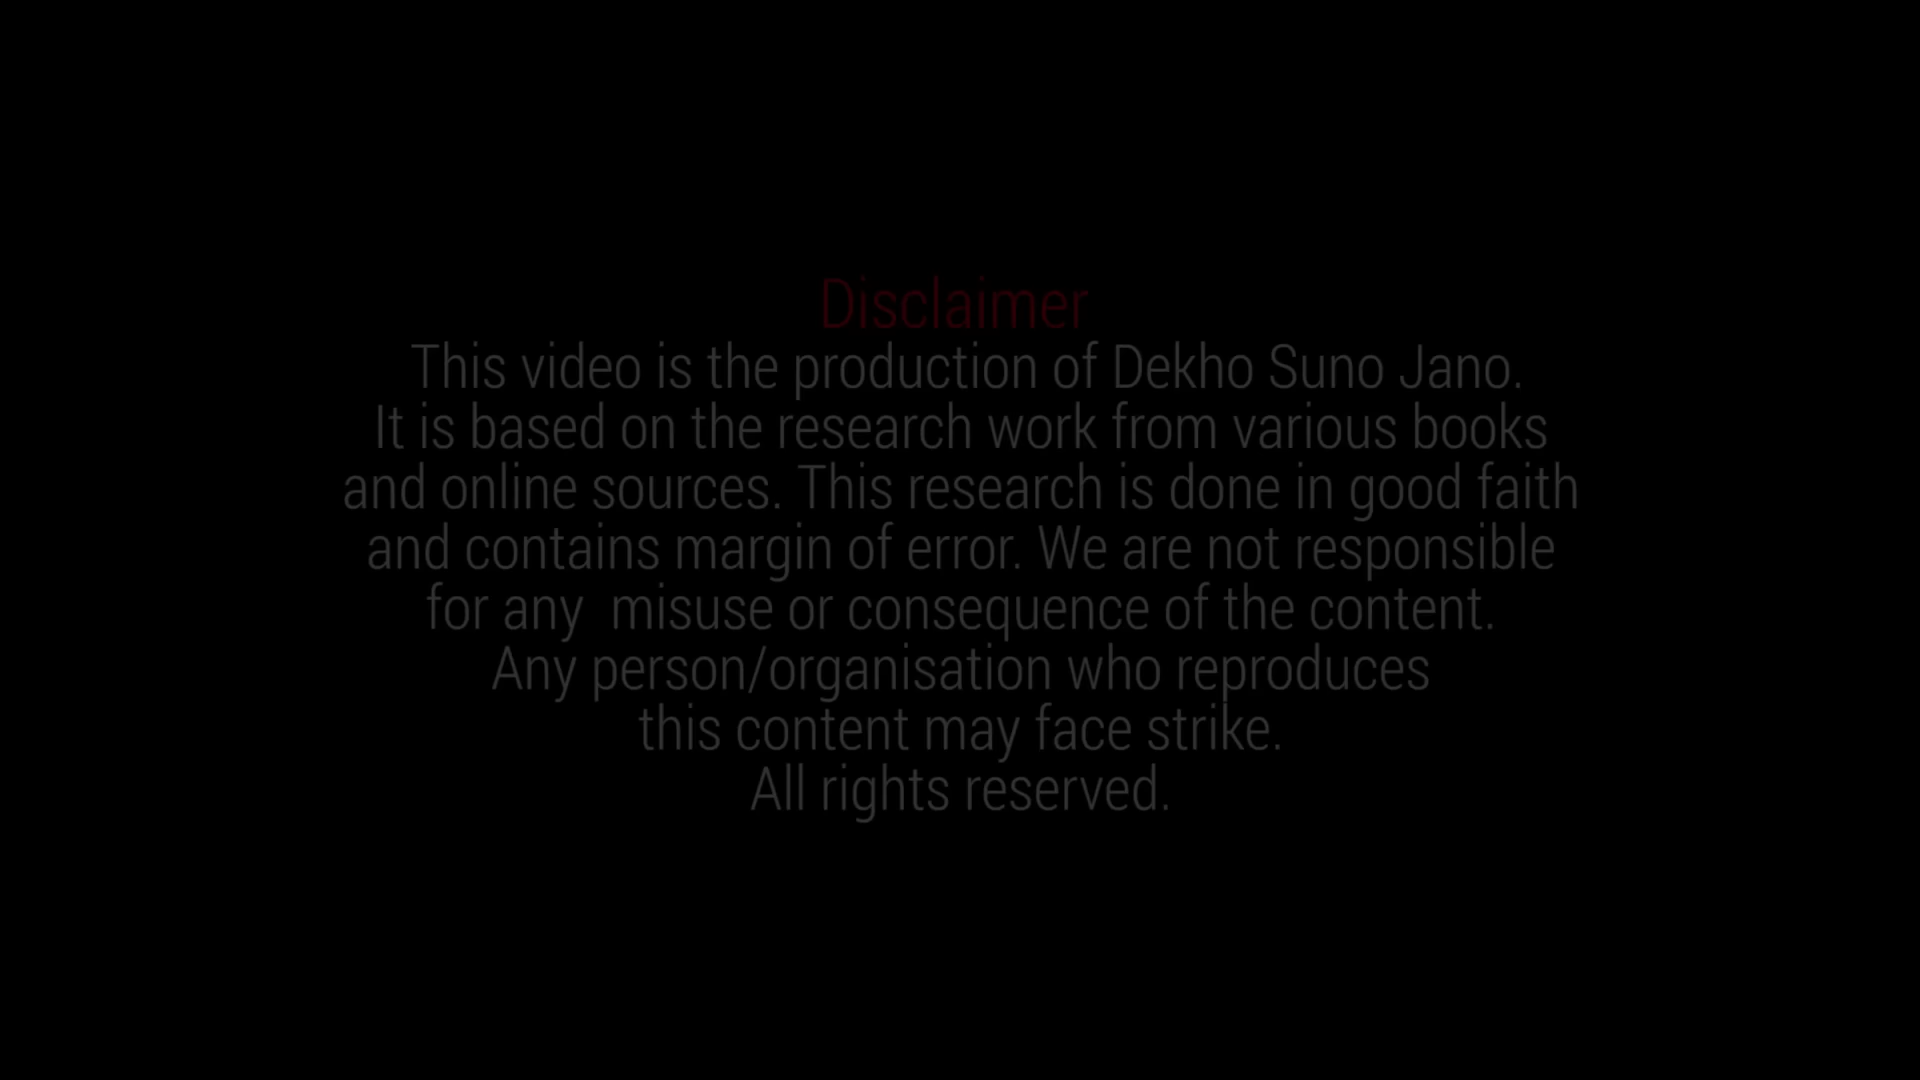 Disclaimer
This video is the production of Dekho Suno Jano.
It is based on the research work from various books
and online sources. This research is done in good faith
and contains margin of error. We are not responsible
for any  misuse or consequence of the content.
Any person/organisation who reproduces
this content may face strike.
All rights reserved.